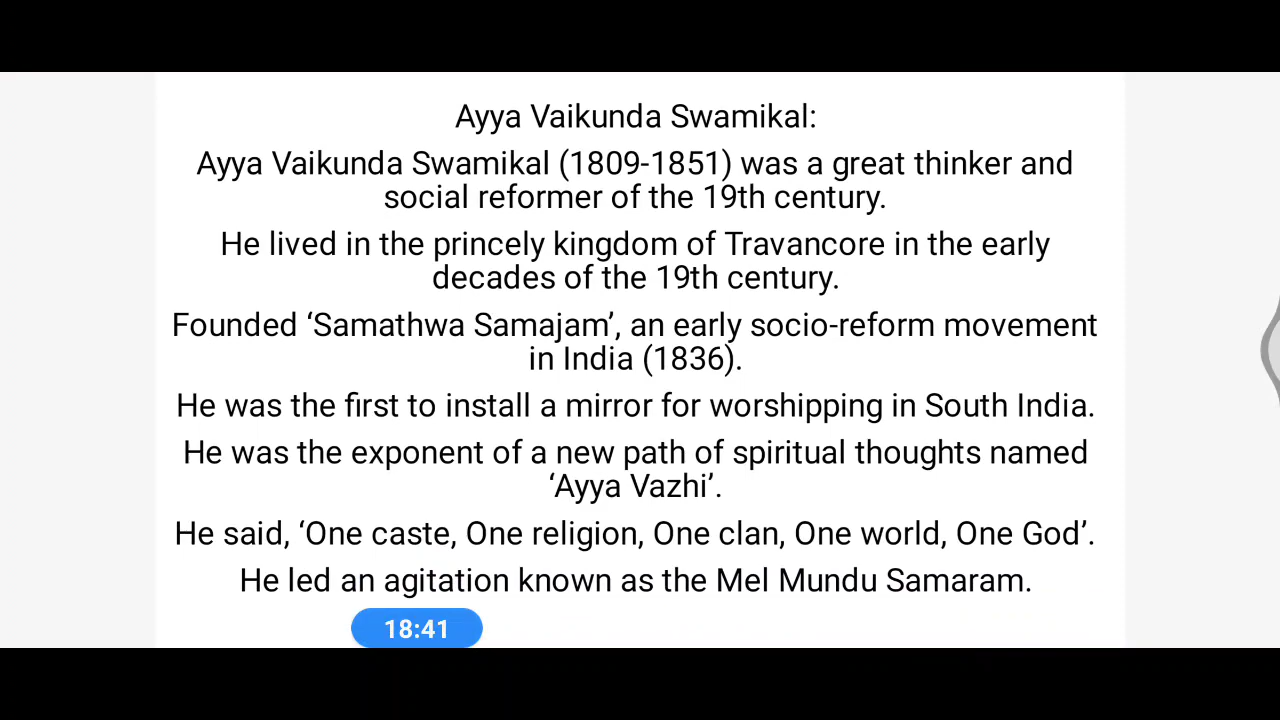 Ayya Vaikunda Swamikal:
Ayya Vaikunda Swamikal (1809-1851) was a great thinker and
social reformer of the 19th century.
He lived in the princely kingdom of Travancore in the early
decades of the 19th century.
Founded ‘Samathwa Samajam’, an early socio-reform movement
in India (1836).
He was the first to install a mirror for worshipping in South India.
He was the exponent of a new path of spiritual thoughts named
‘Ayya Vazhi’.
He said, ‘One caste, One religion, One clan, One world, One God’.
He led an agitation known as the Mel Mundu Samaram.
18:41